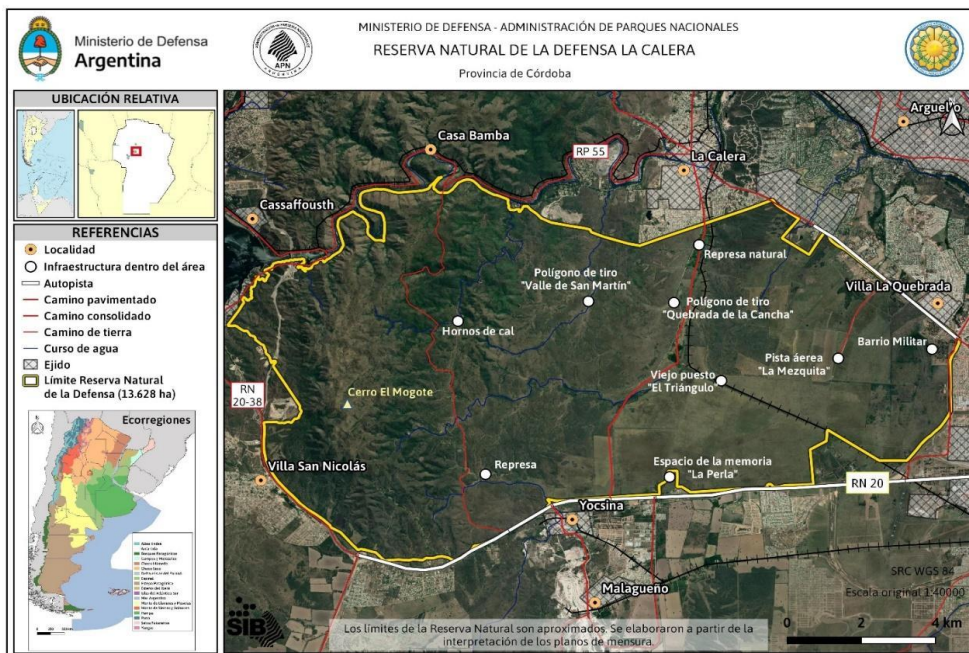 Ministerio de Defensa
Argentina
APN
ARGENTINA
MINISTERIO DE DEFENSA - ADMINISTRACIÓN DE PARQUES NACIONALES
RESERVA NATURAL DE LA DEFENSA LA CALERA
Provincia de Córdoba
UBICACIÓN RELATIVA
REFERENCIAS
Localidad
Infraestructura dentro del área
Autopista
Camino pavimentado
Camino consolidado
Camino de tierra
Curso de agua
Ejido
Límite Reserva Natural
de la Defensa (13.628 ha)
Ecorregiones
Casa Bamba
RP 55
La Calera
Arguello
Cassaffousth
Represa natural
Polígono de tiro
"Valle de San Martín"
Villa La Quebrada
Polígono de tiro
"Quebrada de la Cancha"
Hornos de cal
Barrio Militar
Pista áerea
"La Mezquita"
Viejo puesto
"El Triángulo"
RN
20-38
Cerro El Mogote
Villa San Nicolás
Represa
Espacio de la memoria
"La Perla"
RN 20
Yocsina
Malagueño
SRC WGS 84
Escala original 1:40000
SIB
Los límites de la Reserva Natural son aproximados. Se elaboraron a partir de la
interpretación de los planos de mensura.
0 2 4 km